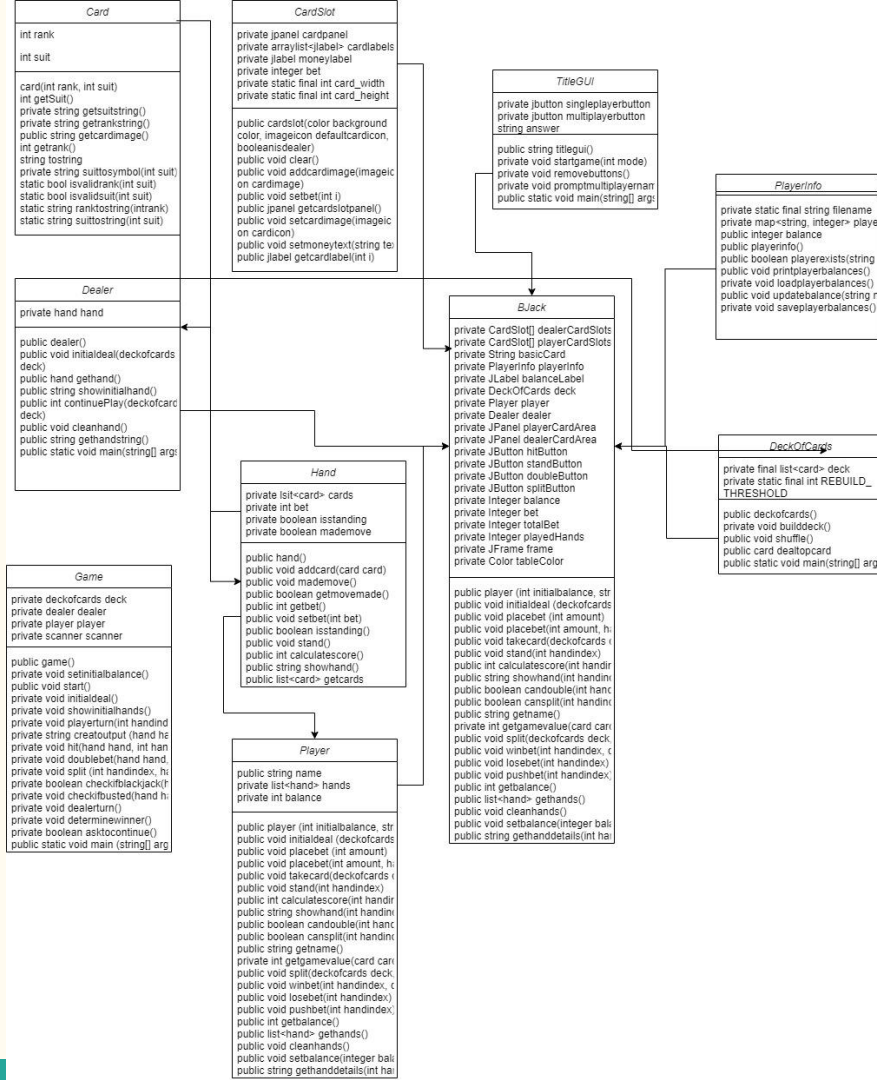 Card
int rank
int suit
card(int rank, int suit)
int getSuit()
private string getsuitstring()
private string getrankstring()
public string getcardimage()
int getrank()
string tostring
private string suittosymbol(int suit)
static bool isvalidrank(int suit)
static bool isvalidsuit(int suit)
static string ranktostring(intrank)
static string suittostring(int suit)
CardSlot
private jpanel cardpanel
private arraylist<jlabel> cardlabels
private jlabel moneylabel
private integer bet
private static final int card_width
private static final int card_height
public cardslot(color background
color, imageicon defaultcardicon,
booleanisdealer)
public void clear()
public void addcardimage(imageic
on cardimage)
public void setbet(int i)
public jpanel getcardslotpanel()
public void setcardimage(imageic
on cardicon)
public void setmoneytext(string te
public jlabel getcardlabel(int i)
TitleGUI
private jbutton singleplayerbutton
private jbutton multiplayerbutton
string answer
public string titlegui()
private void startgame(int mode)
private void removebuttons()
private void promptmultiplayernam
public static void main(string[] args
PlayerInfo
private static final string filename
private map<string, integer> playe
public integer balance
public playerinfo()
public boolean playerexists(string
public void printplayerbalances()
private void loadplayerbalances()
public void updatebalance(string n
private void saveplayerbalances()
Dealer
private hand hand
public dealer()
public void initialdeal(deckofcards
deck)
public hand gethand()
public string showinitialhand()
public int continuePlay(deckofcard
deck)
public void cleanhand()
public string gethandstring()
public static void main(string[] args
BJack
private CardSlot[] dealerCardSlots
private CardSlot[] playerCardSlots
private String basicCard
private PlayerInfo playerInfo
private JLabel balanceLabel
private DeckOfCards deck
private Player player
private Dealer dealer
private JPanel playerCardArea
private JPanel dealerCardArea
private JButton hitButton
private JButton standButton
private JButton doubleButton
private JButton splitButton
private Integer balance
private Integer bet
private Integer totalBet
private Integer playedHands
private JFrame frame
private Color tableColor
public player (int initialbalance, str
public void initialdeal (deckofcards
public void placebet (int amount)
public void placebet(int amount, ha
public void takecard(deckofcards
public void stand(int handindex)
public int calculatescore(int handir
public string showhand(int handind
public boolean candouble(int hand
public boolean cansplit(int handind
public string getname()
private int getgamevalue(card card
public void split(deckofcards deck,
public void winbet(int handindex,
public void losebet(int handindex)
public void pushbet(int handindex)
public int getbalance()
public list<hand> gethands()
public void cleanhands()
public void setbalance(integer bala
public string gethanddetails(int ha
DeckOfCards
private final list<card> deck
private static final int REBUILD_
THRESHOLD
public deckofcards()
private void builddeck()
public void shuffle()
public card dealtopcard
public static void main(string[] arg
Hand
private lsit<card> cards
private int bet
private boolean isstanding
private boolean mademove
public hand()
public void addcard(card card)
public void mademove()
public boolean getmovemade()
public int getbet()
public void setbet(int bet)
public boolean isstanding()
public void stand()
public int calculatescore()
public string showhand()
public list<card> getcards
Game
private deckofcards deck
private dealer dealer
private player player
private scanner scanner
public game()
private void setinitialbalance()
public void start()
private void initialdeal()
private void showinitialhands()
private void playerturn(int handind
private string creatoutput (hand ha
private void hit(hand hand, int han
private void doublebet(hand hand,
private void split (int handindex, ha
private boolean checkifblackjack(h
private void checkifbusted(hand ha
private void dealerturn()
private void determinewinner()
private boolean asktocontinue()
public static void main (string[] arg
Player
public string name
private list<hand> hands
private int balance
public player (int initialbalance, str
public void initialdeal (deckofcards
public void placebet (int amount)
public void placebet(int amount, ha
public void takecard(deckofcards
public void stand(int handindex)
public int calculatescore(int handir
public string showhand(int handind
public boolean candouble(int hand
public boolean cansplit(int handind
public string getname()
private int getgamevalue(card card
public void split(deckofcards deck,
public void winbet(int handindex,
public void losebet(int handindex)
public void pushbet(int handindex)
public int getbalance()
public list<hand> gethands()
public void cleanhands()
public void setbalance(integer bala
public string gethanddetails(int ha